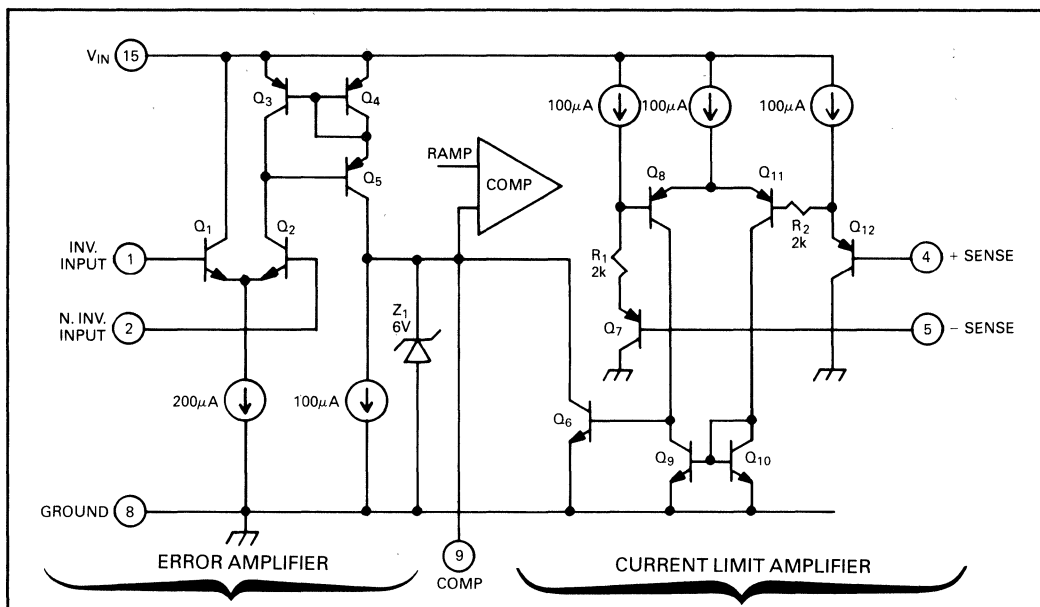 V_IN 15
Q3
Q4
Q5
100μA
100μA
100μA
RAMP
COMP
Q8
Q11
R2
2k
Q12
Q1
Q2
INV.
INPUT
1
4 + SENSE
R1
2k
N. INV.
INPUT
2
Z1
6V
Q7
5 – SENSE
200μA
100μA
Q6
Q9
Q10
GROUND 8
9
COMP
ERROR AMPLIFIER
CURRENT LIMIT AMPLIFIER